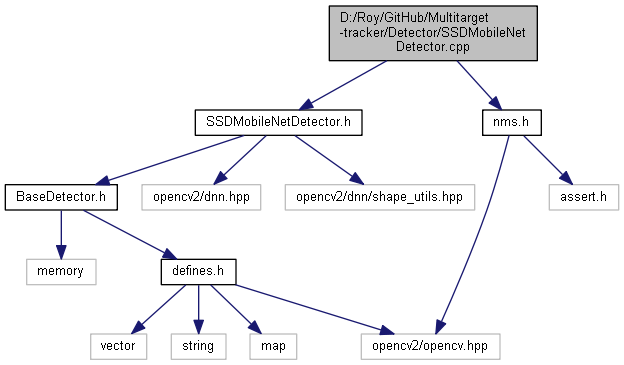 D:/Roy/GitHub/Multitarget
-tracker/Detector/SSDMobileNet
Detector.cpp
SSDMobileNetDetector.h
nms.h
BaseDetector.h
opencv2/dnn.hpp
opencv2/dnn/shape_utils.hpp
assert.h
memory
defines.h
vector
string
map
opencv2/opencv.hpp